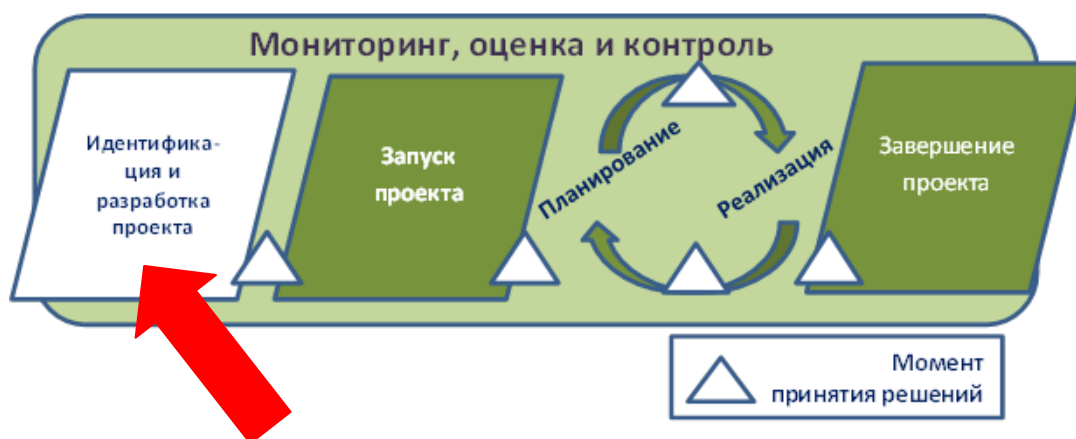 Мониторинг, оценка и контроль
Идентифика-
ция и
разработка
проекта
Запуск
проекта
Планирование
Реализация
Завершение
проекта
Момент
принятия решений